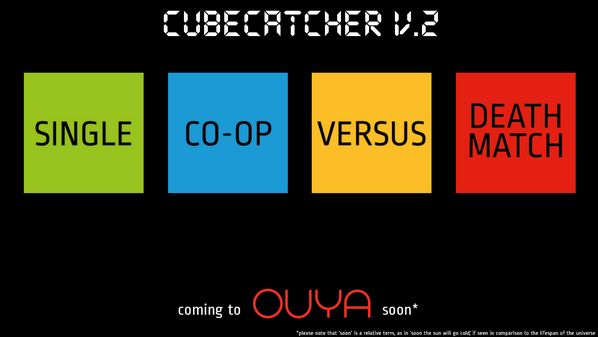 CUBECATCHER V.2
SINGLE
CO-OP
VERSUS
DEATH
MATCH
coming to OUYA soon*
*please note that 'soon' is a relative term, as in 'soon the sun will go cold', if seen in comparison to the lifespan of the universe